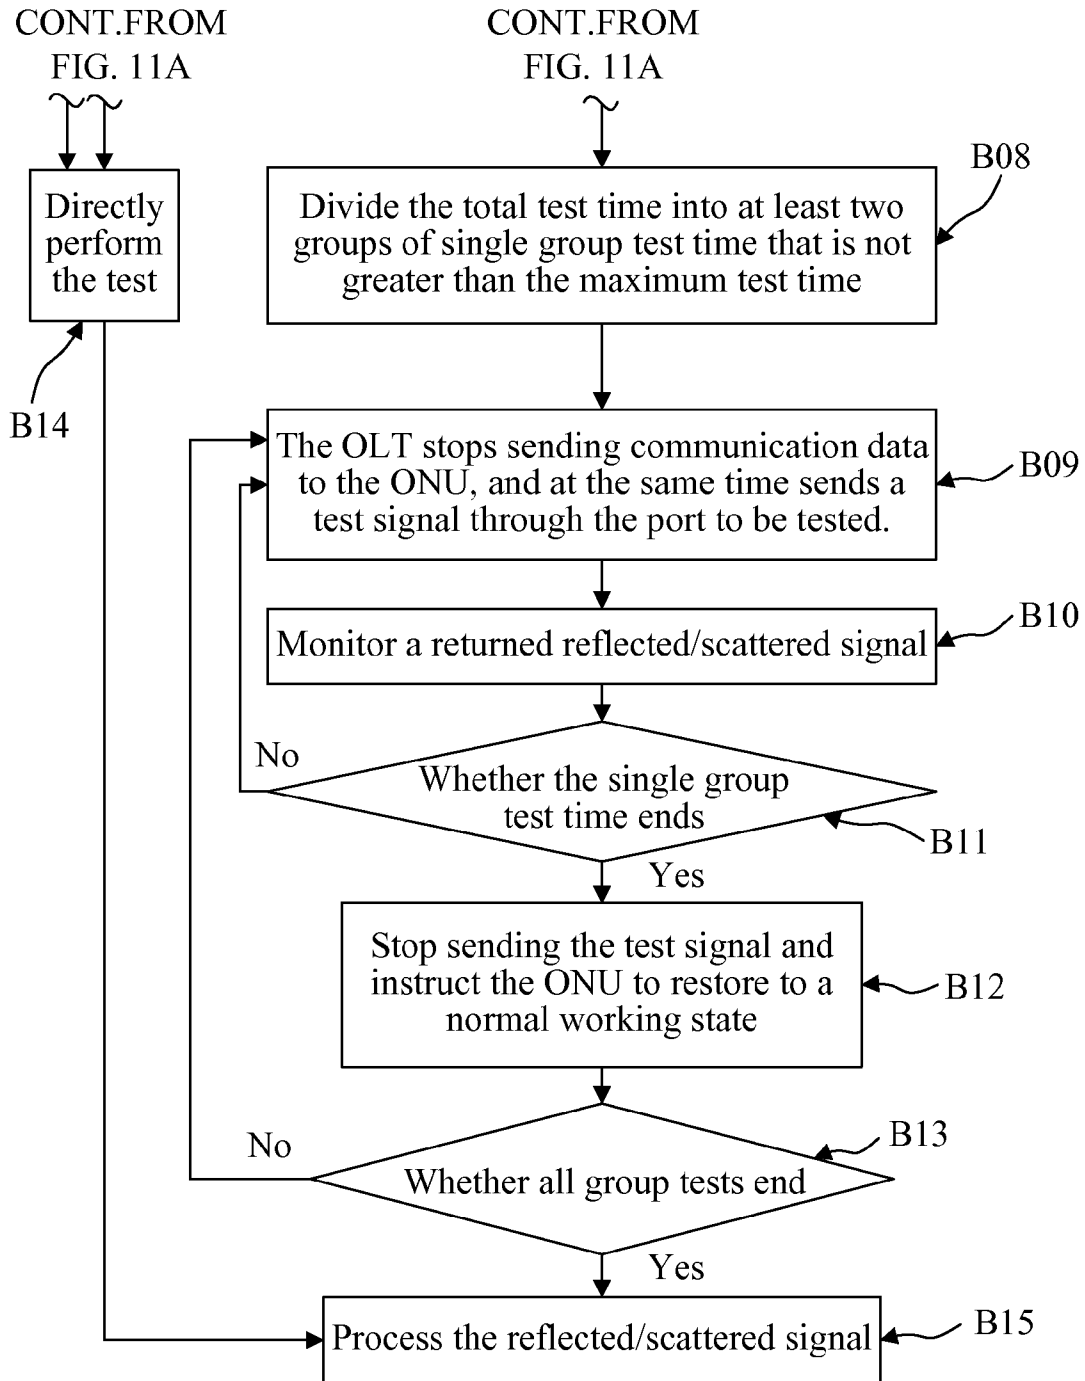 CONT.FROM
FIG. 11A
CONT.FROM
FIG. 11A
B08
Divide the total test time into at least two
groups of single group test time that is not
greater than the maximum test time
Directly
perform
the test
B14
The OLT stops sending communication data
to the ONU, and at the same time sends a
test signal through the port to be tested.
B09
Monitor a returned reflected/scattered signal
B10
No
Whether the single group
test time ends
B11
Yes
Stop sending the test signal and
instruct the ONU to restore to a
normal working state
B12
No
Whether all group tests end
B13
Yes
Process the reflected/scattered signal
B15